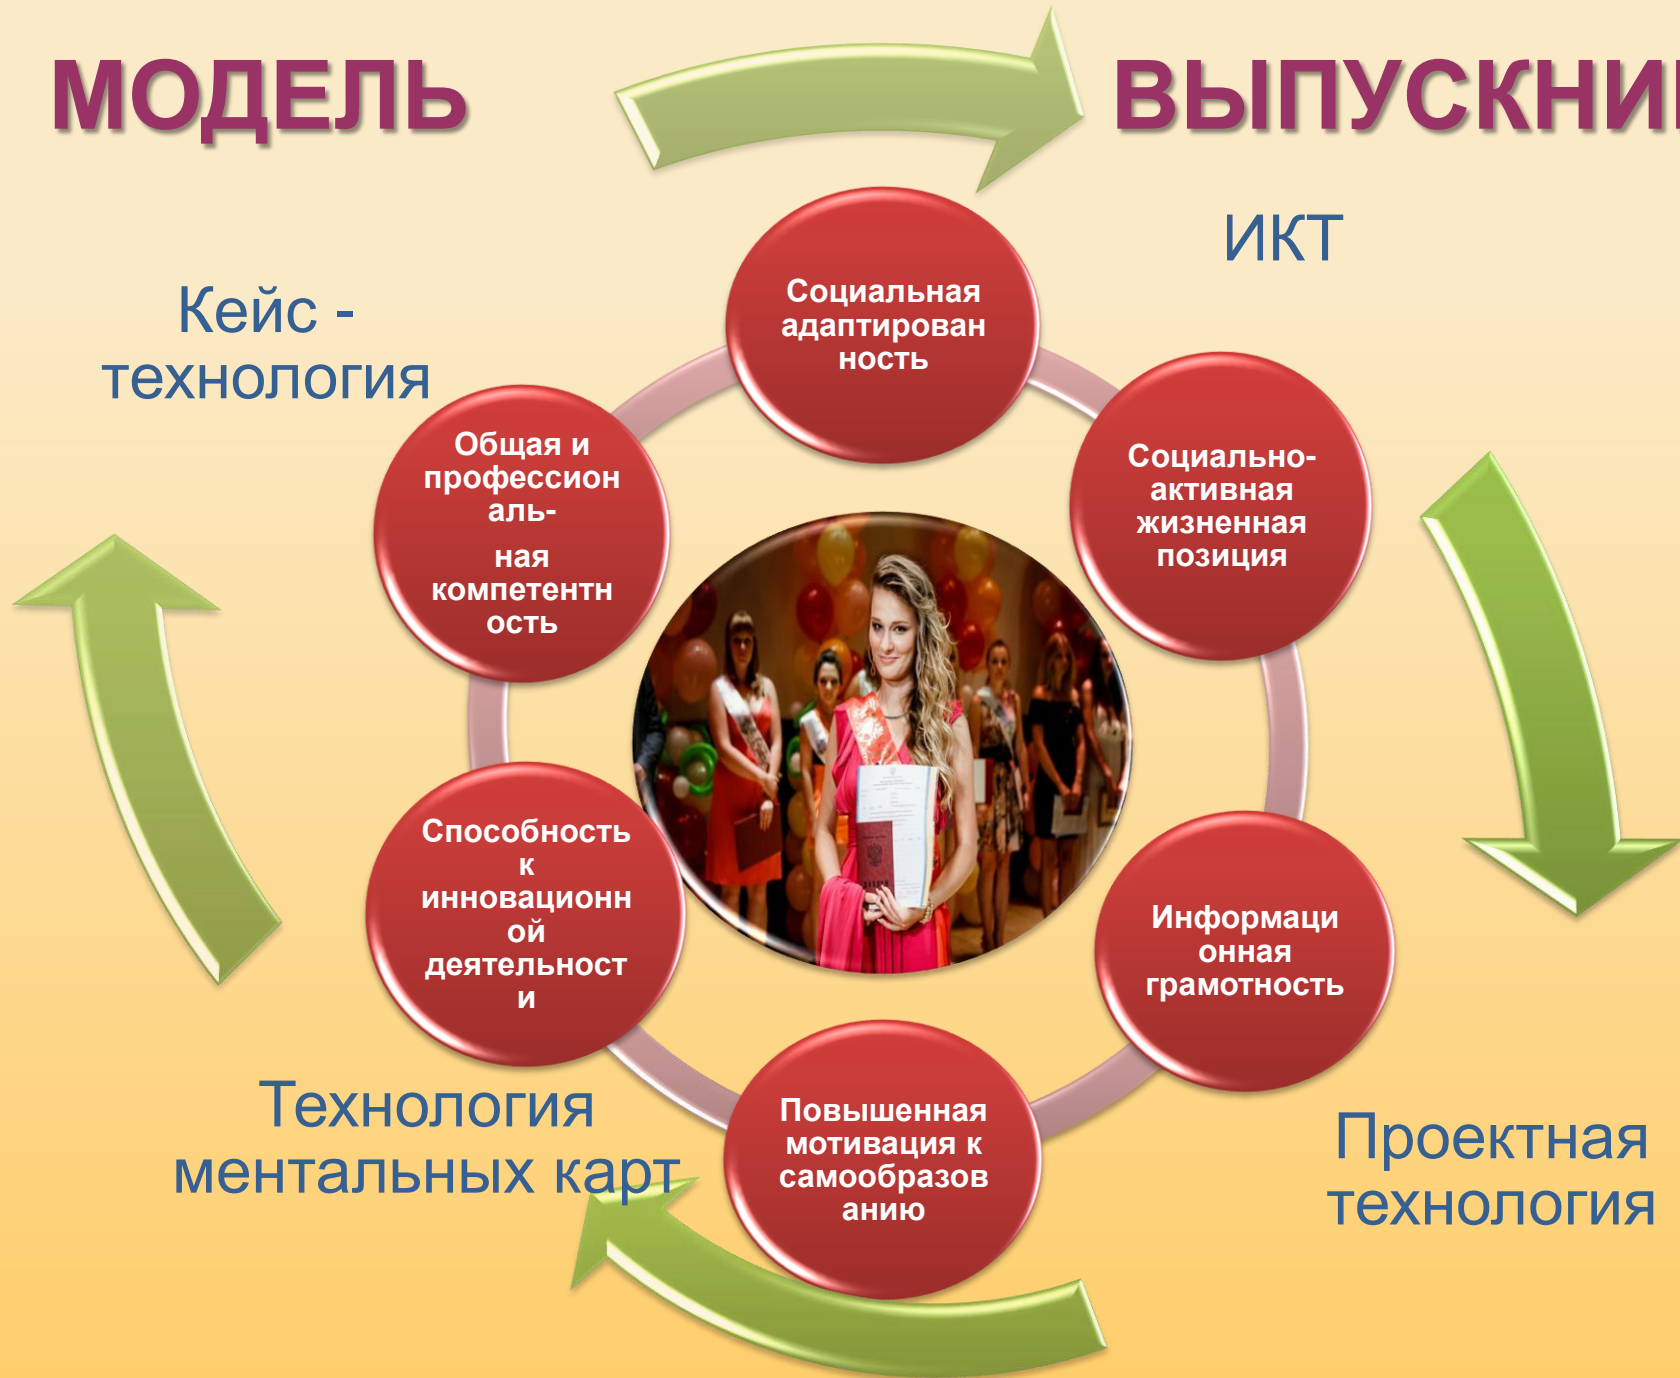 МОДЕЛЬ
ВЫПУСКНИ
ИКТ
Кейс -
технология
Социальная
адаптирован
ность
Социально-
активная
жизненная
позиция
Общая и
профессион
аль-
ная
компетентн
ость
Способность
к
инновационн
ой
деятельност
и
Информаци
онная
грамотность
Повышенная
мотивация к
самообразов
анию
Технология
ментальных карт
Проектная
технология